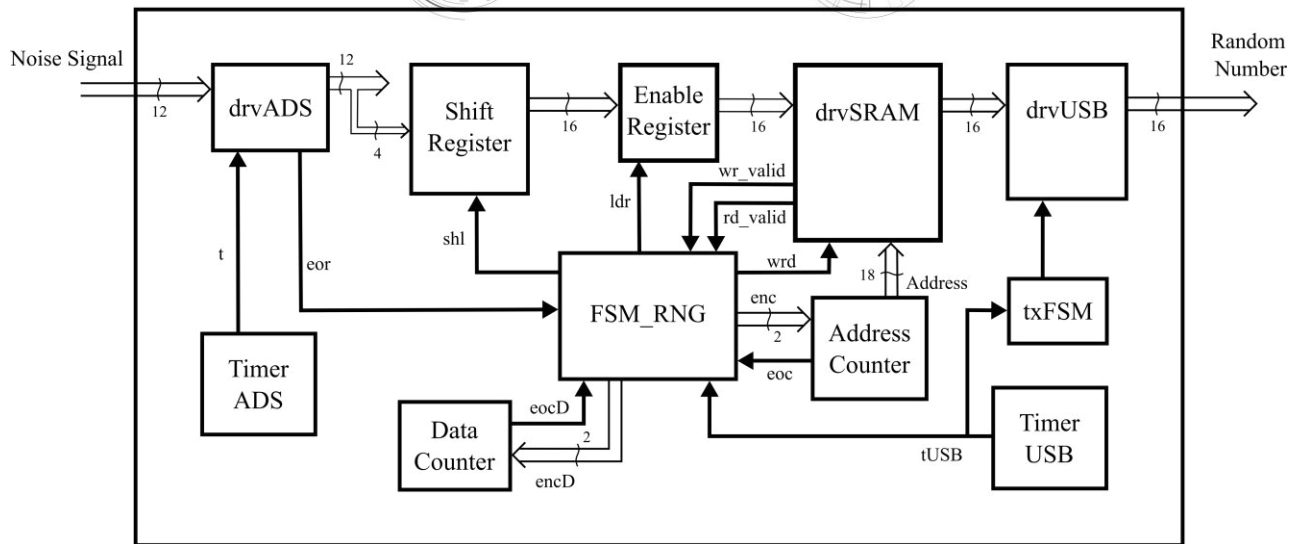 Noise Signal
12
drvADS
12
4
Shift
Register
16
Enable
Register
16
drvSRAM
16
drvUSB
16
Random
Number
wr_valid
rd_valid
ldr
shl
t
eor
wrd
18
Address
FSM_RNG
enc
2
Address
Counter
eoc
txFSM
Timer
ADS
eocD
2
encD
Data
Counter
tUSB
Timer
USB